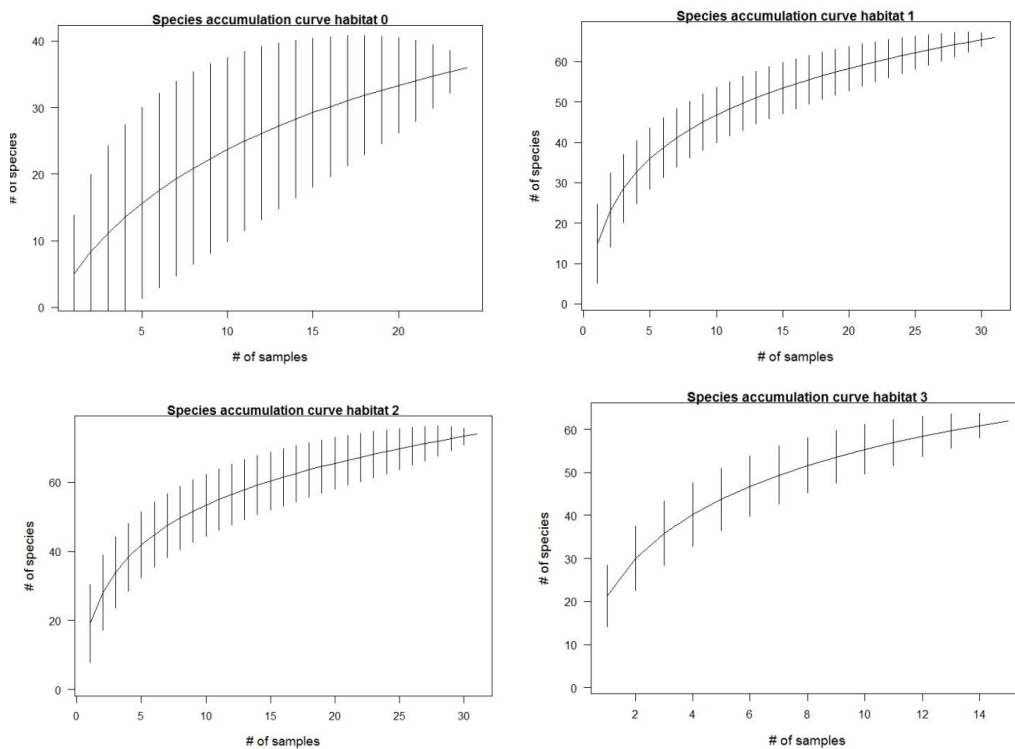 Species accumulation curve habitat 0
40
30
20
10
0
# of species
5 10 15 20
# of samples
Species accumulation curve habitat 1
60
50
40
30
20
10
0
# of species
0 5 10 15 20 25 30
# of samples
Species accumulation curve habitat 2
60
40
20
0
# of species
0 5 10 15 20 25 30
# of samples
Species accumulation curve habitat 3
60
50
40
30
20
10
0
# of species
2 4 6 8 10 12 14
# of samples